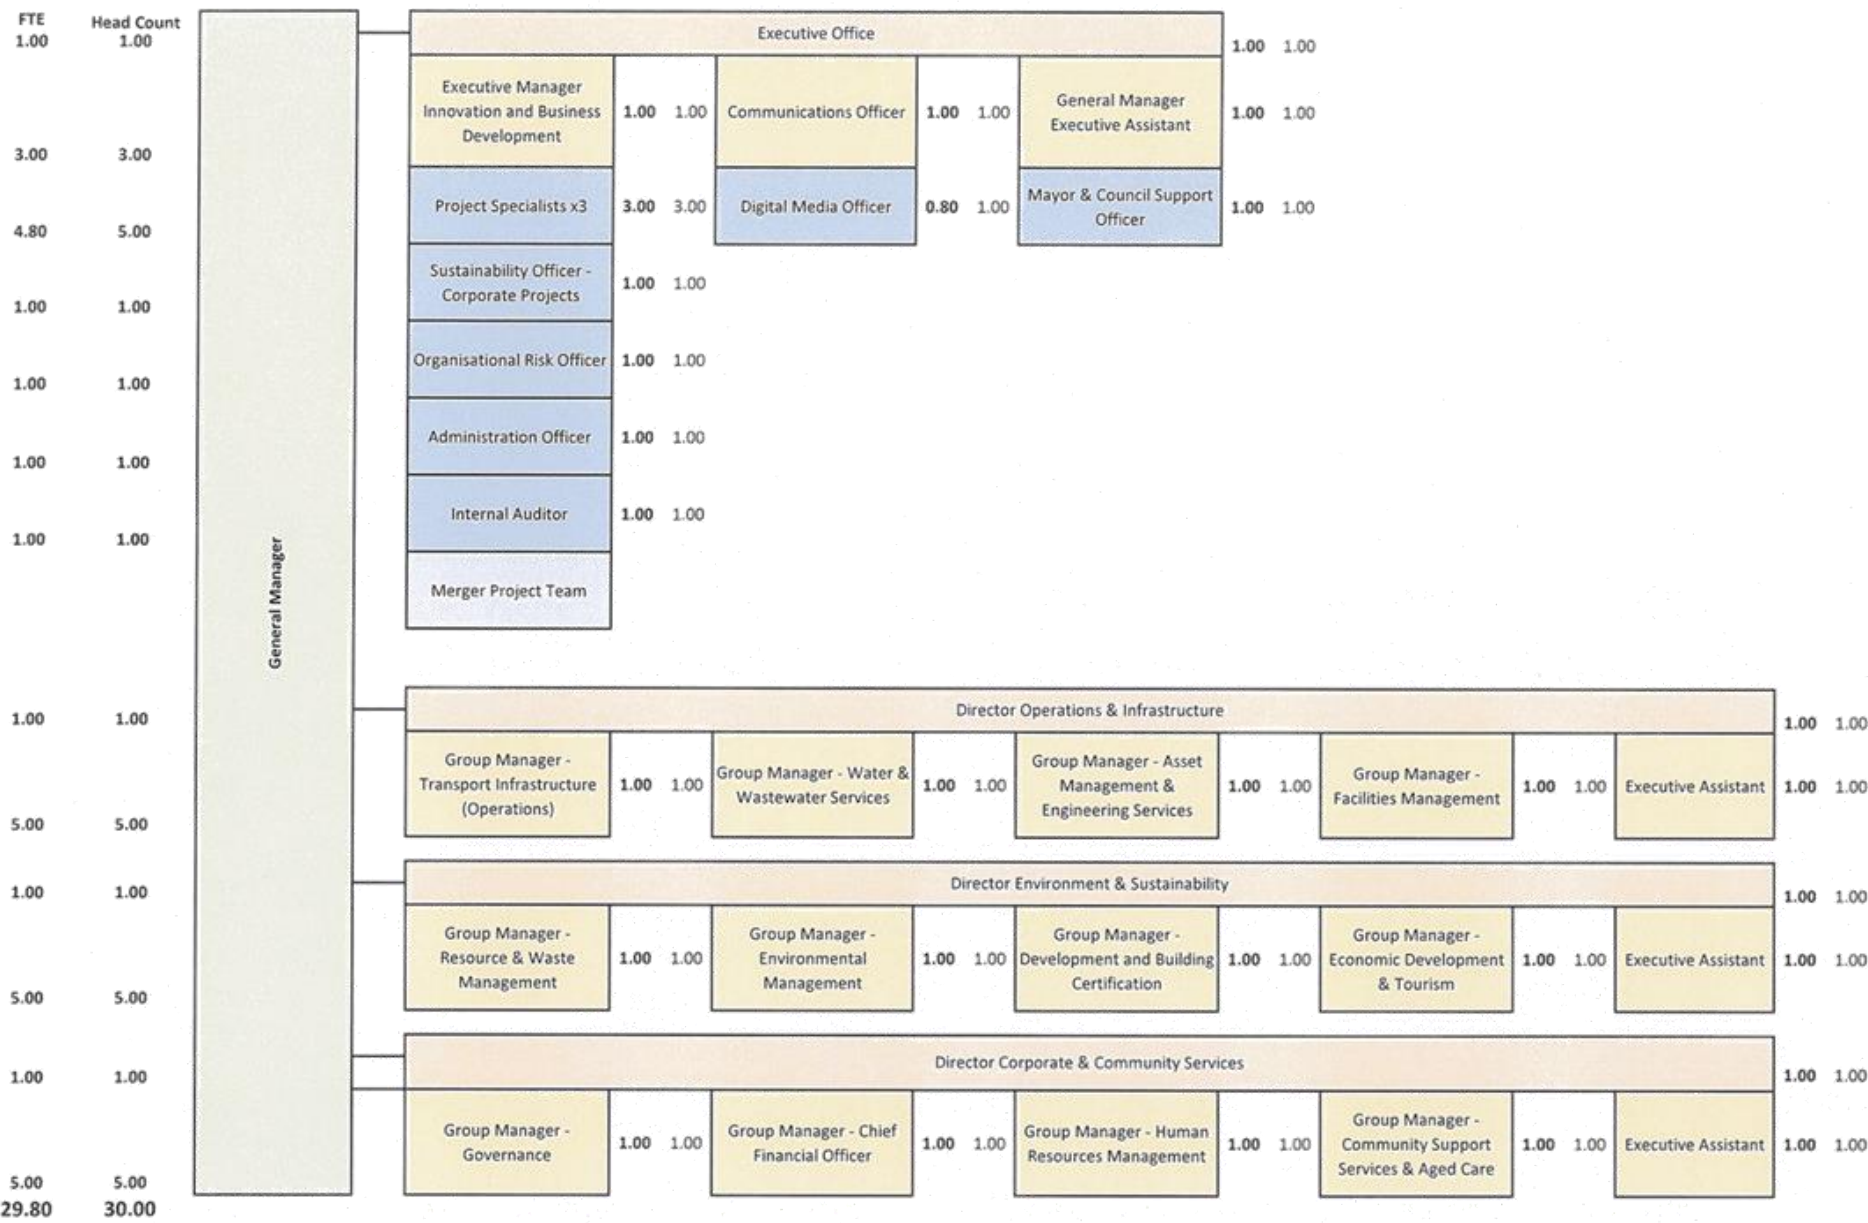 FTE Head Count
1.00 1.00
Executive Office
1.00 1.00
Executive Manager
Innovation and Business
Development
1.00 1.00
Communications Officer
1.00 1.00
General Manager
Executive Assistant
1.00 1.00
3.00 3.00
Project Specialists x3
3.00 3.00
Digital Media Officer
0.80 1.00
Mayor & Council Support
Officer
1.00 1.00
4.80 5.00
Sustainability Officer -
Corporate Projects
1.00 1.00
1.00 1.00
Organisational Risk Officer
1.00 1.00
1.00 1.00
Administration Officer
1.00 1.00
1.00 1.00
Internal Auditor
1.00 1.00
1.00 1.00
Merger Project Team
General Manager
Director Operations & Infrastructure
1.00 1.00
1.00 1.00
Group Manager -
Transport Infrastructure
(Operations)
1.00 1.00
Group Manager - Water &
Wastewater Services
1.00 1.00
Group Manager - Asset
Management &
Engineering Services
1.00 1.00
Group Manager -
Facilities Management
1.00 1.00
Executive Assistant
1.00 1.00
5.00 5.00
Director Environment & Sustainability
1.00 1.00
1.00 1.00
Group Manager -
Resource & Waste
Management
1.00 1.00
Group Manager -
Environmental
Management
1.00 1.00
Group Manager -
Development and Building
Certification
1.00 1.00
Group Manager -
Economic Development
& Tourism
1.00 1.00
Executive Assistant
1.00 1.00
5.00 5.00
Director Corporate & Community Services
1.00 1.00
1.00 1.00
Group Manager -
Governance
1.00 1.00
Group Manager - Chief
Financial Officer
1.00 1.00
Group Manager - Human
Resources Management
1.00 1.00
Group Manager -
Community Support
Services & Aged Care
1.00 1.00
Executive Assistant
1.00 1.00
5.00 5.00
29.80 30.00